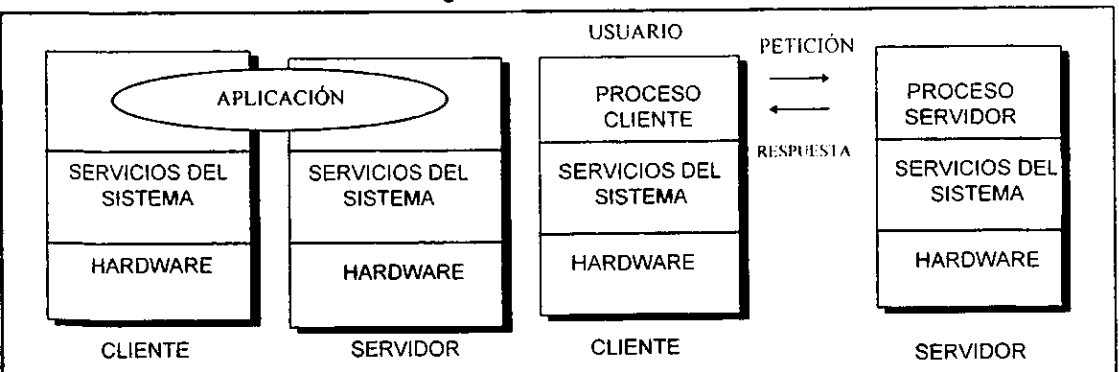 USUARIO
PETICIÓN
APLICACIÓN
PROCESO
CLIENTE
PROCESO
SERVIDOR
RESPUESTA
SERVICIOS DEL
SISTEMA
SERVICIOS DEL
SISTEMA
SERVICIOS DEL
SISTEMA
SERVICIOS DEL
SISTEMA
HARDWARE
HARDWARE
HARDWARE
HARDWARE
CLIENTE
SERVIDOR
CLIENTE
SERVIDOR